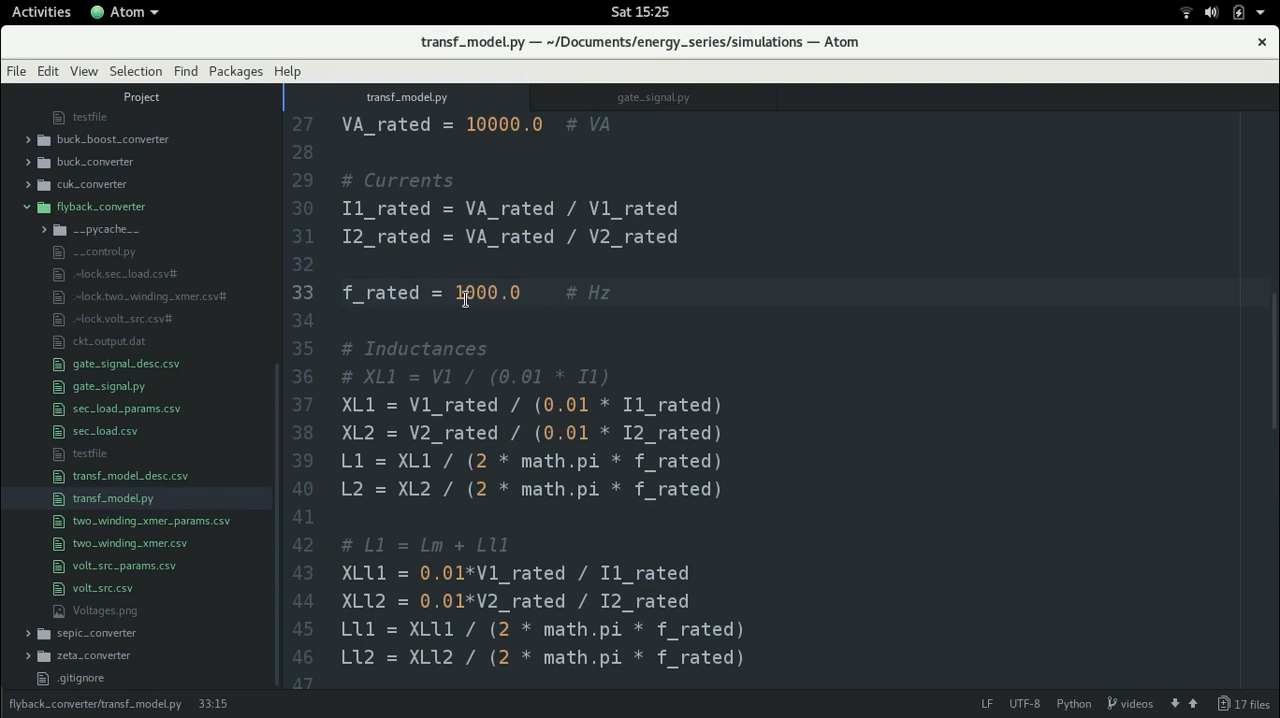 Activities Atom Sat 15:25
transf_model.py — ~/Documents/energy_series/simulations — Atom
File Edit View Selection Find Packages Help
Project
testfile
buck_boost_converter
buck_converter
cuk_converter
flyback_converter
__pycache__
__control.py
.~lock.sec_load.csv#
.~lock.two_winding_xmer.csv#
.~lock.volt_src.csv#
ckt_output.dat
gate_signal_desc.csv
gate_signal.py
sec_load_params.csv
sec_load.csv
testfile
transf_model_desc.csv
transf_model.py
two_winding_xmer_params.csv
two_winding_xmer.csv
volt_src_params.csv
volt_src.csv
Voltages.png
sepic_converter
zeta_converter
.gitignore
transf_model.py gate_signal.py
27 VA_rated = 10000.0  # VA
28
29 # Currents
30 I1_rated = VA_rated / V1_rated
31 I2_rated = VA_rated / V2_rated
32
33 f_rated = 1000.0    # Hz
34
35 # Inductances
36 # XL1 = V1 / (0.01 * I1)
37 XL1 = V1_rated / (0.01 * I1_rated)
38 XL2 = V2_rated / (0.01 * I2_rated)
39 L1 = XL1 / (2 * math.pi * f_rated)
40 L2 = XL2 / (2 * math.pi * f_rated)
41
42 # L1 = Lm + Ll1
43 XLl1 = 0.01*V1_rated / I1_rated
44 XLl2 = 0.01*V2_rated / I2_rated
45 Ll1 = XLl1 / (2 * math.pi * f_rated)
46 Ll2 = XLl2 / (2 * math.pi * f_rated)
47
flyback_converter/transf_model.py 33:15 LF UTF-8 Python videos 17 files